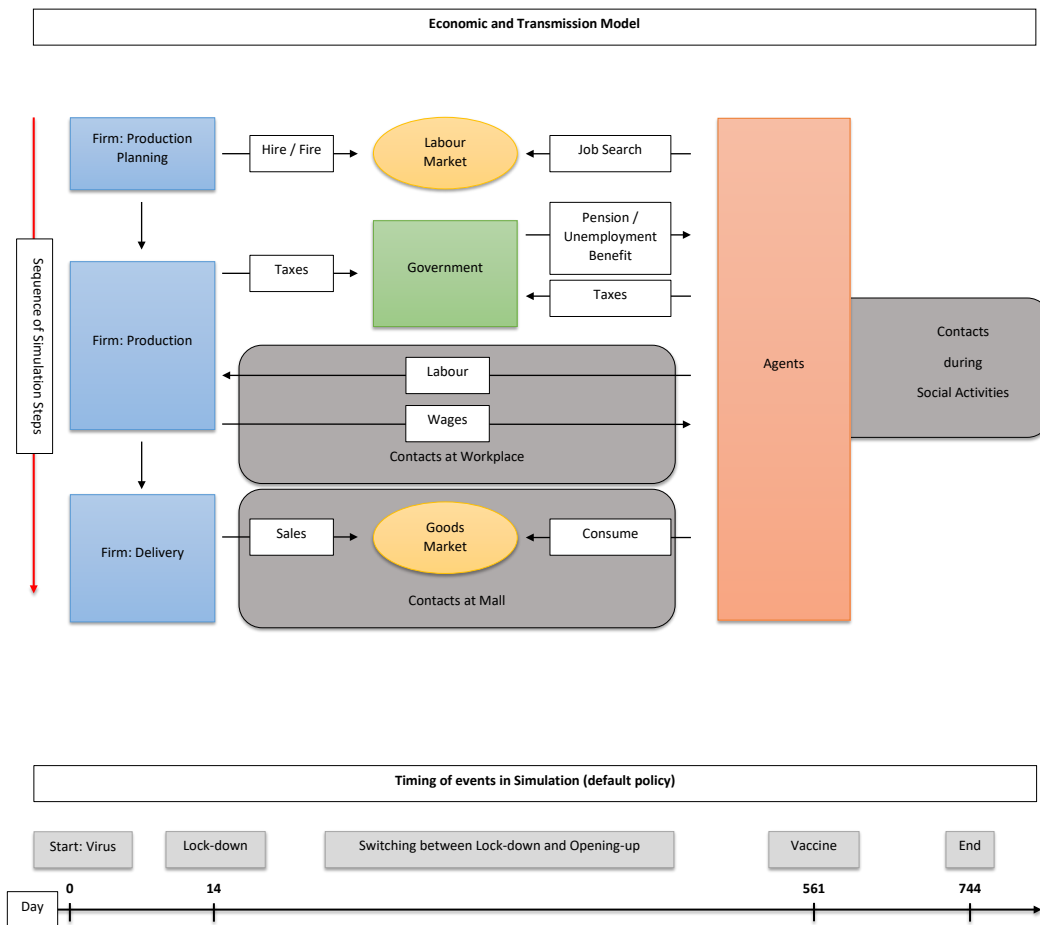 Economic and Transmission Model
Firm: Production
Planning
Hire / Fire
Labour
Market
Job Search
Sequence of Simulation Steps
Firm: Production
Taxes
Government
Pension /
Unemployment
Benefit
Taxes
Agents
Contacts
during
Social Activities
Labour
Wages
Contacts at Workplace
Firm: Delivery
Sales
Goods
Market
Consume
Contacts at Mall
Timing of events in Simulation (default policy)
Start: Virus
Lock-down
Switching between Lock-down and Opening-up
Vaccine
End
0
14
561
744
Day